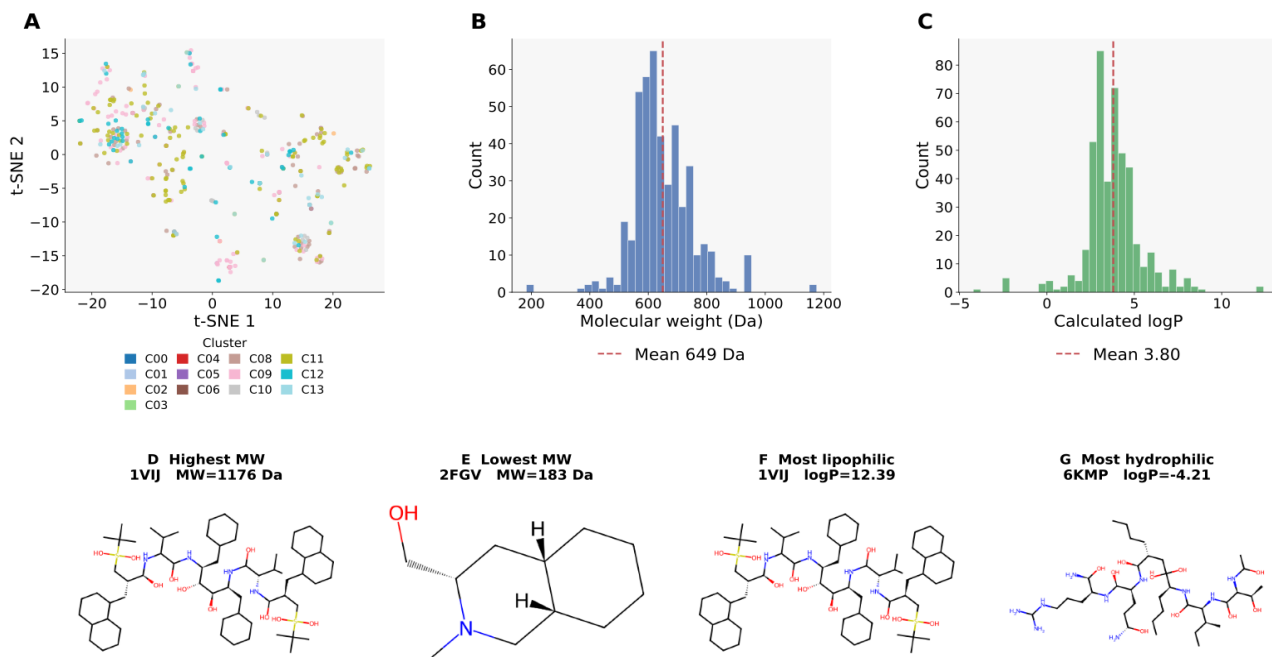 A
t-SNE 2
15
10
5
0
−5
−10
−15
−20
−20
−10
0
10
20
t-SNE 1
Cluster
C00 C04 C08 C11
C01 C05 C09 C12
C02 C06 C10 C13
C03
B
Count
60
50
40
30
20
10
0
200 400 600 800 1000 1200
Molecular weight (Da)
Mean 649 Da
C
Count
80
70
60
50
40
30
20
10
0
−5 0 5 10
Calculated logP
Mean 3.80
D Highest MW
1VIJ MW=1176 Da
E Lowest MW
2FGV MW=183 Da
OH
H
H
N
F Most lipophilic
1VIJ logP=12.39
G Most hydrophilic
6KMP logP=-4.21